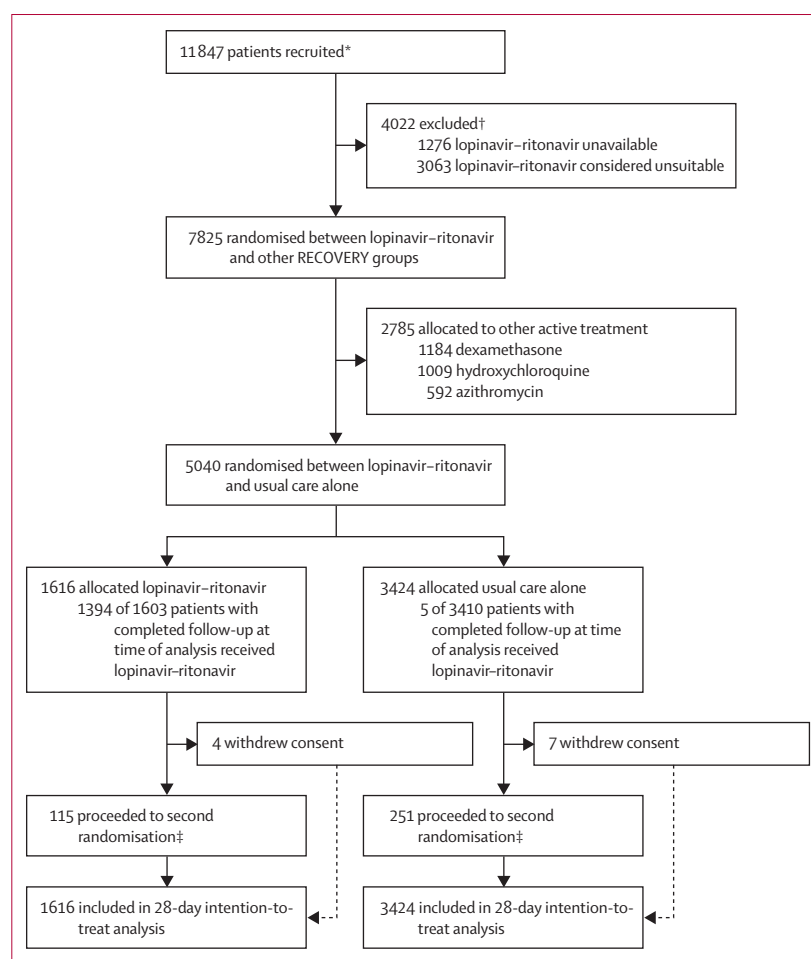 11 847 patients recruited*
4022 excluded†
1276 lopinavir–ritonavir unavailable
3063 lopinavir–ritonavir considered unsuitable
7825 randomised between lopinavir–ritonavir
and other RECOVERY groups
2785 allocated to other active treatment
1184 dexamethasone
1009 hydroxychloroquine
592 azithromycin
5040 randomised between lopinavir–ritonavir
and usual care alone
1616 allocated lopinavir–ritonavir
1394 of 1603 patients with
completed follow-up at
time of analysis received
lopinavir–ritonavir
3424 allocated usual care alone
5 of 3410 patients with
completed follow-up at time
of analysis received
lopinavir–ritonavir
4 withdrew consent
7 withdrew consent
115 proceeded to second
randomisation‡
251 proceeded to second
randomisation‡
1616 included in 28-day intention-to-
treat analysis
3424 included in 28-day intention-to-
treat analysis